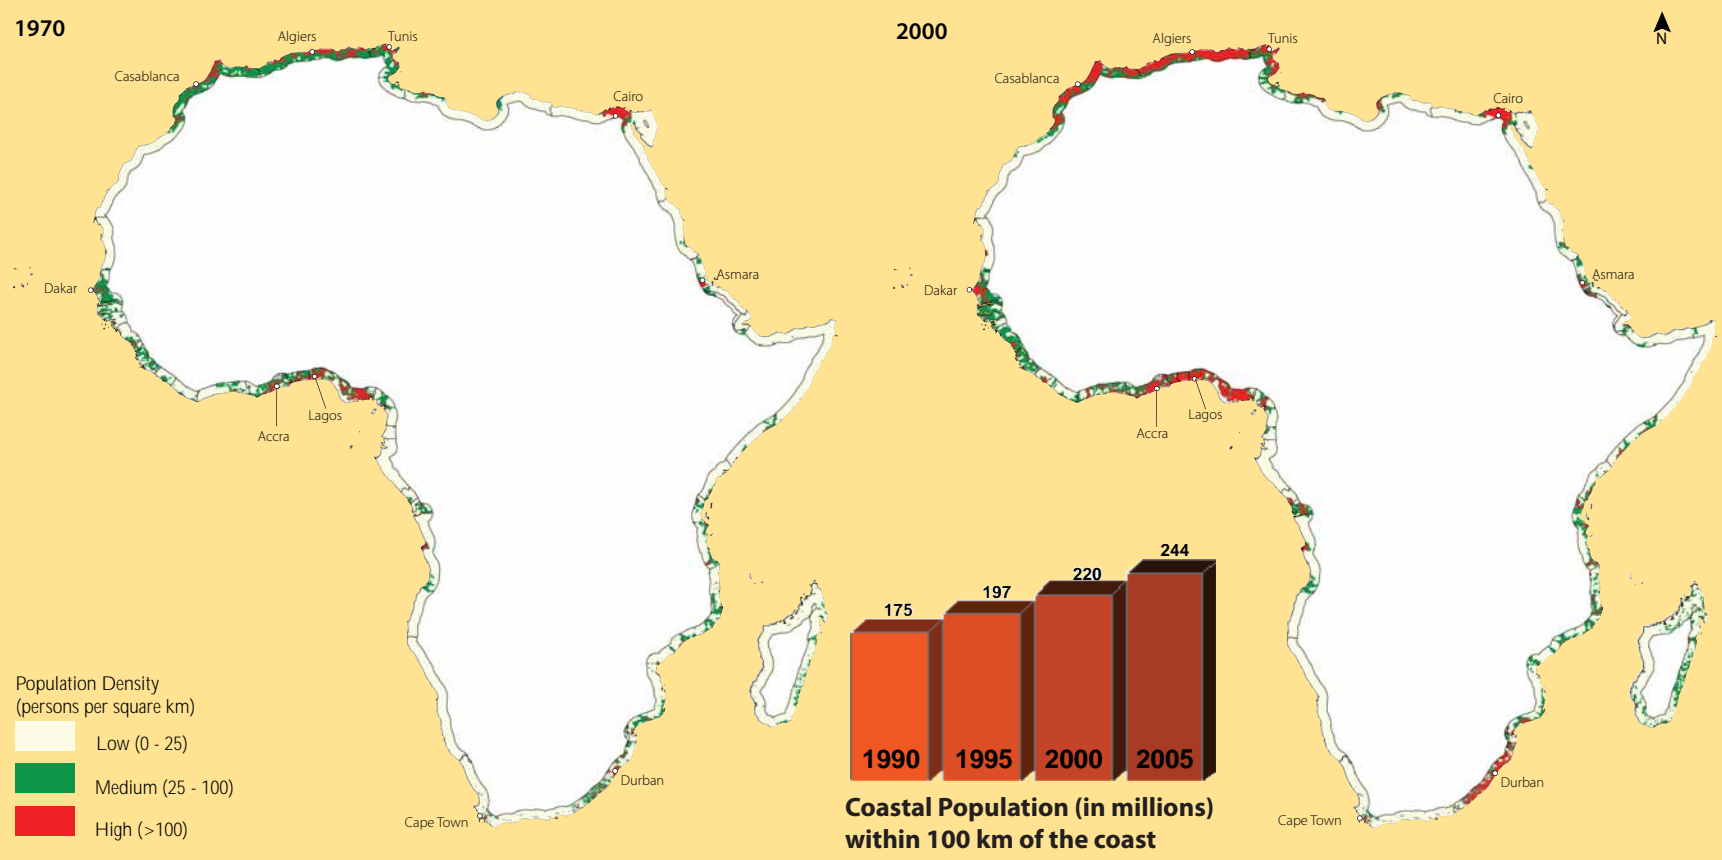 1970
Algiers
Tunis
Casablanca
Cairo
Dakar
Asmara
Lagos
Accra
Durban
Cape Town
Population Density
(persons per square km)
Low (0 - 25)
Medium (25 - 100)
High (>100)
2000
N
Algiers
Tunis
Casablanca
Cairo
Dakar
Asmara
Lagos
Accra
Durban
Cape Town
175
197
220
244
1990
1995
2000
2005
Coastal Population (in millions)
within 100 km of the coast